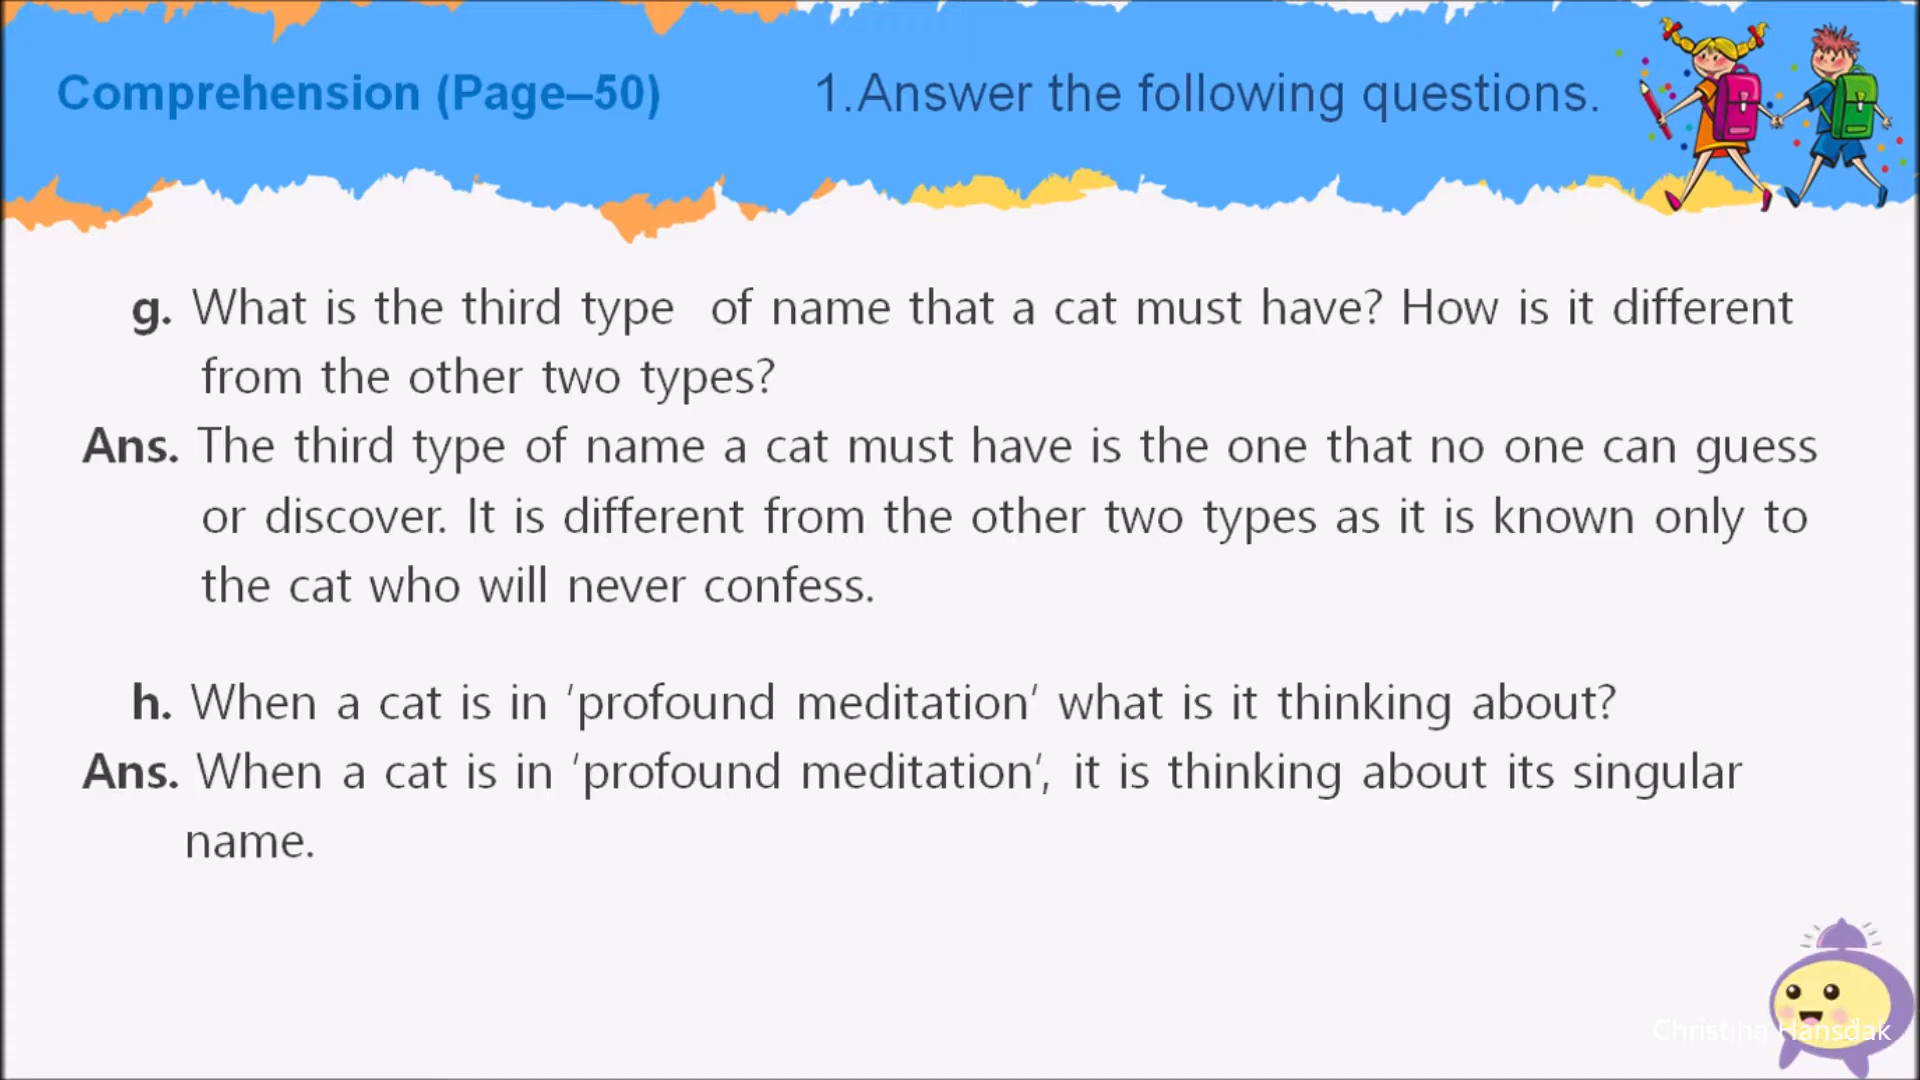 Comprehension (Page–50) 1.Answer the following questions.
g. What is the third type of name that a cat must have? How is it different
from the other two types?
Ans. The third type of name a cat must have is the one that no one can guess
or discover. It is different from the other two types as it is known only to
the cat who will never confess.
h. When a cat is in ‘profound meditation’ what is it thinking about?
Ans. When a cat is in ‘profound meditation’, it is thinking about its singular
name.
Christina Hansdak